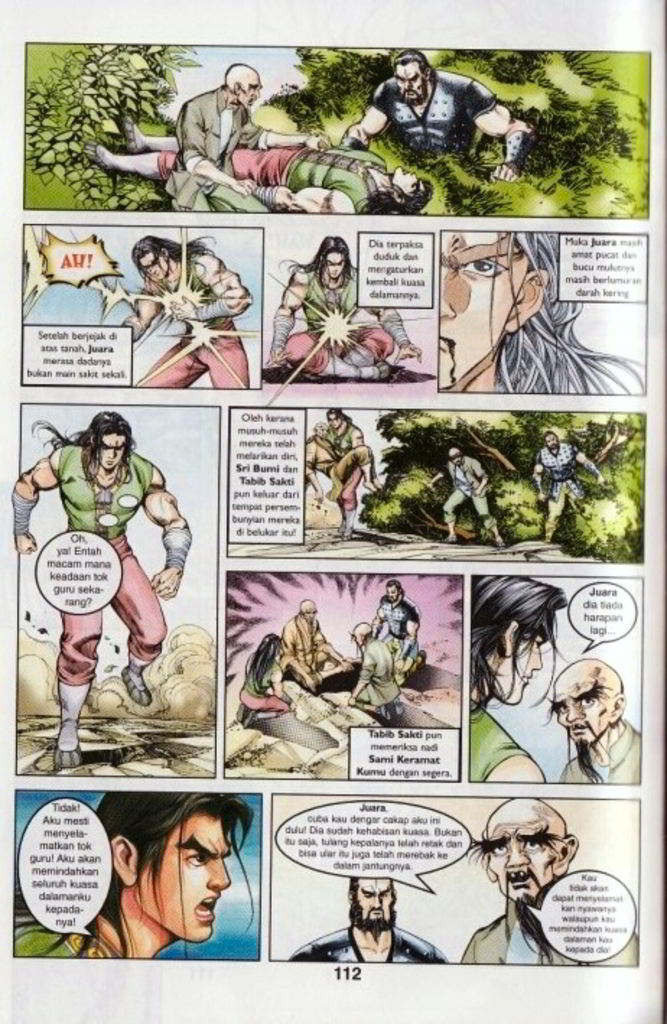 AH!
Setelah berjejak di
atas tanah, Juara
merasa dadanya
bukan main sakit sekali.
Dia terpaksa
duduk dan
mengaturkan
kembali kuasa
dalamannya.
Muka Juara masih
amat pucat dan
bucu mulutnya
masih berlumuran
darah kering
Oh,
ya! Entah
macam mana
keadaan tok
guru seka-
rang?
Oleh kerana
musuh-musuh
mereka telah
melarikan diri,
Sri Bumi dan
Tabib Sakti
pun keluar dari
tempat persem-
bunyian mereka
di belukar itu!
Tabib Sakti pun
memeriksa nadi
Sami Keramat
Kumu dengan segera.
Juara
dia tiada
harapan
lagi...
Tidak!
Aku mesti
menyela-
matkan tok
guru! Aku akan
memindahkan
seluruh kuasa
kepada-
nya!
Juara,
cuba kau dengar cakap aku ini
dulu! Dia sudah kehabisan kuasa. Bukan
itu saja, tulang kepalanya telah retak dan
bisa ular itu juga telah merebak ke
dalam jantungnya.
Kau
tidak akan
dapat menyelamat-
kan nyawanya
walaupun kau
memindahkan kuasa
dalaman kau
kepada dia!
112